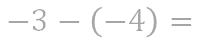 −3 − (−4) =